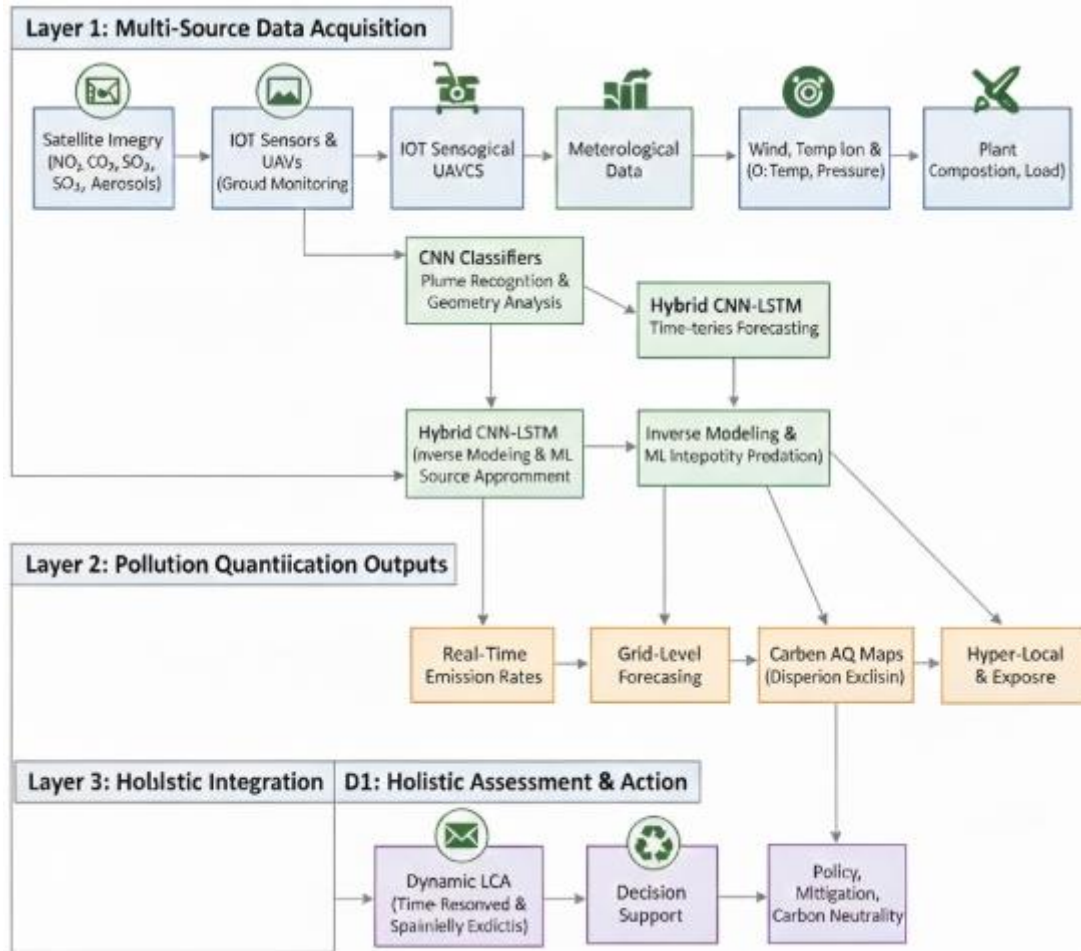 Layer 1: Multi-Source Data Acquisition
Satellite Imegry
(NO₂, CO₂, SO₃,
SO₃, Aerosols)
IOT Sensors &
UAVs
(Groud Monitoring
IOT Sensogical
UAVCS
Meterological
Data
Wind, Temp Ion &
(O: Temp, Pressure)
Plant
Compostion, Load)
CNN Classifiers
Plume Recogntion &
Geometry Analysis
Hybrid CNN-LSTM
Time-teries Forecasting
Hybrid CNN-LSTM
(nverse Modeing & ML
Source Appromment
Inverse Modeling &
ML Intepotity Predation)
Layer 2: Pollution Quantiication Outputs
Real-Time
Emission Rates
Grid-Level
Forecasing
Carben AQ Maps
(Disperion Exclisin)
Hyper-Local
& Exposre
Layer 3: Holılistic Integration
D1: Holistic Assessment & Action
Dynamic LCA
(Time-Resonved &
Spainielly Exdictis)
Decision
Support
Policy,
Mitigation,
Carbon Neutrality